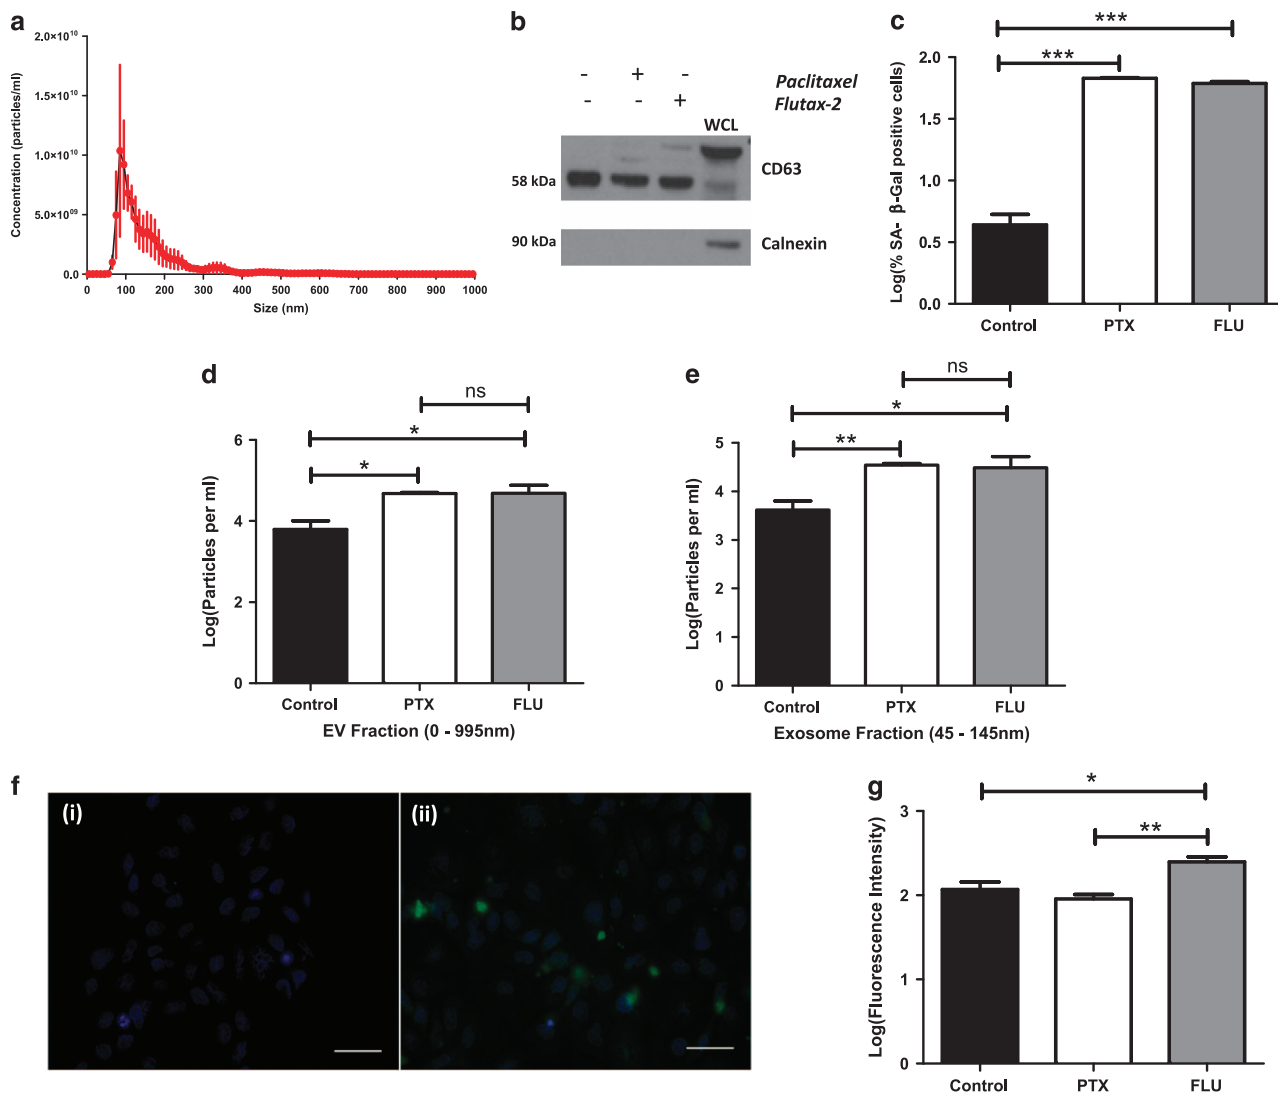 a
Concentration (particles/ml)
2.0×10¹⁰
1.5×10¹⁰
1.0×10¹⁰
5.0×10⁰⁹
0.0
0 100 200 300 400 500 600 700 800 900 1000
Size (nm)
b
- + - Paclitaxel
- - + Flutax-2
WCL
58 kDa CD63
90 kDa Calnexin
c
Log(% SA- β-Gal positive cells)
***
***
2.0
1.5
1.0
0.5
0.0
Control PTX FLU
d
Log(Particles per ml)
ns
*
*
6
4
2
0
Control PTX FLU
EV Fraction (0 - 995nm)
e
Log(Particles per ml)
ns
*
**
5
4
3
2
1
0
Control PTX FLU
Exosome Fraction (45 - 145nm)
f
(i) (ii)
g
Log(Fluorescence Intensity)
*
**
3
2
1
0
Control PTX FLU